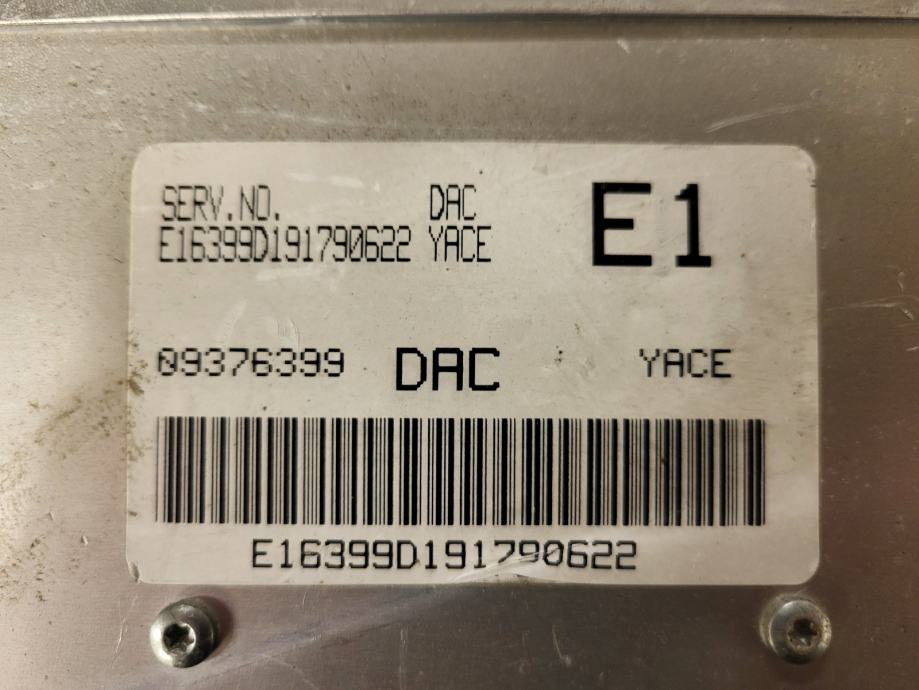 SERV.NO. DAC E1
E16399D191790622 YACE
09376399 DAC YACE
E16399D191790622